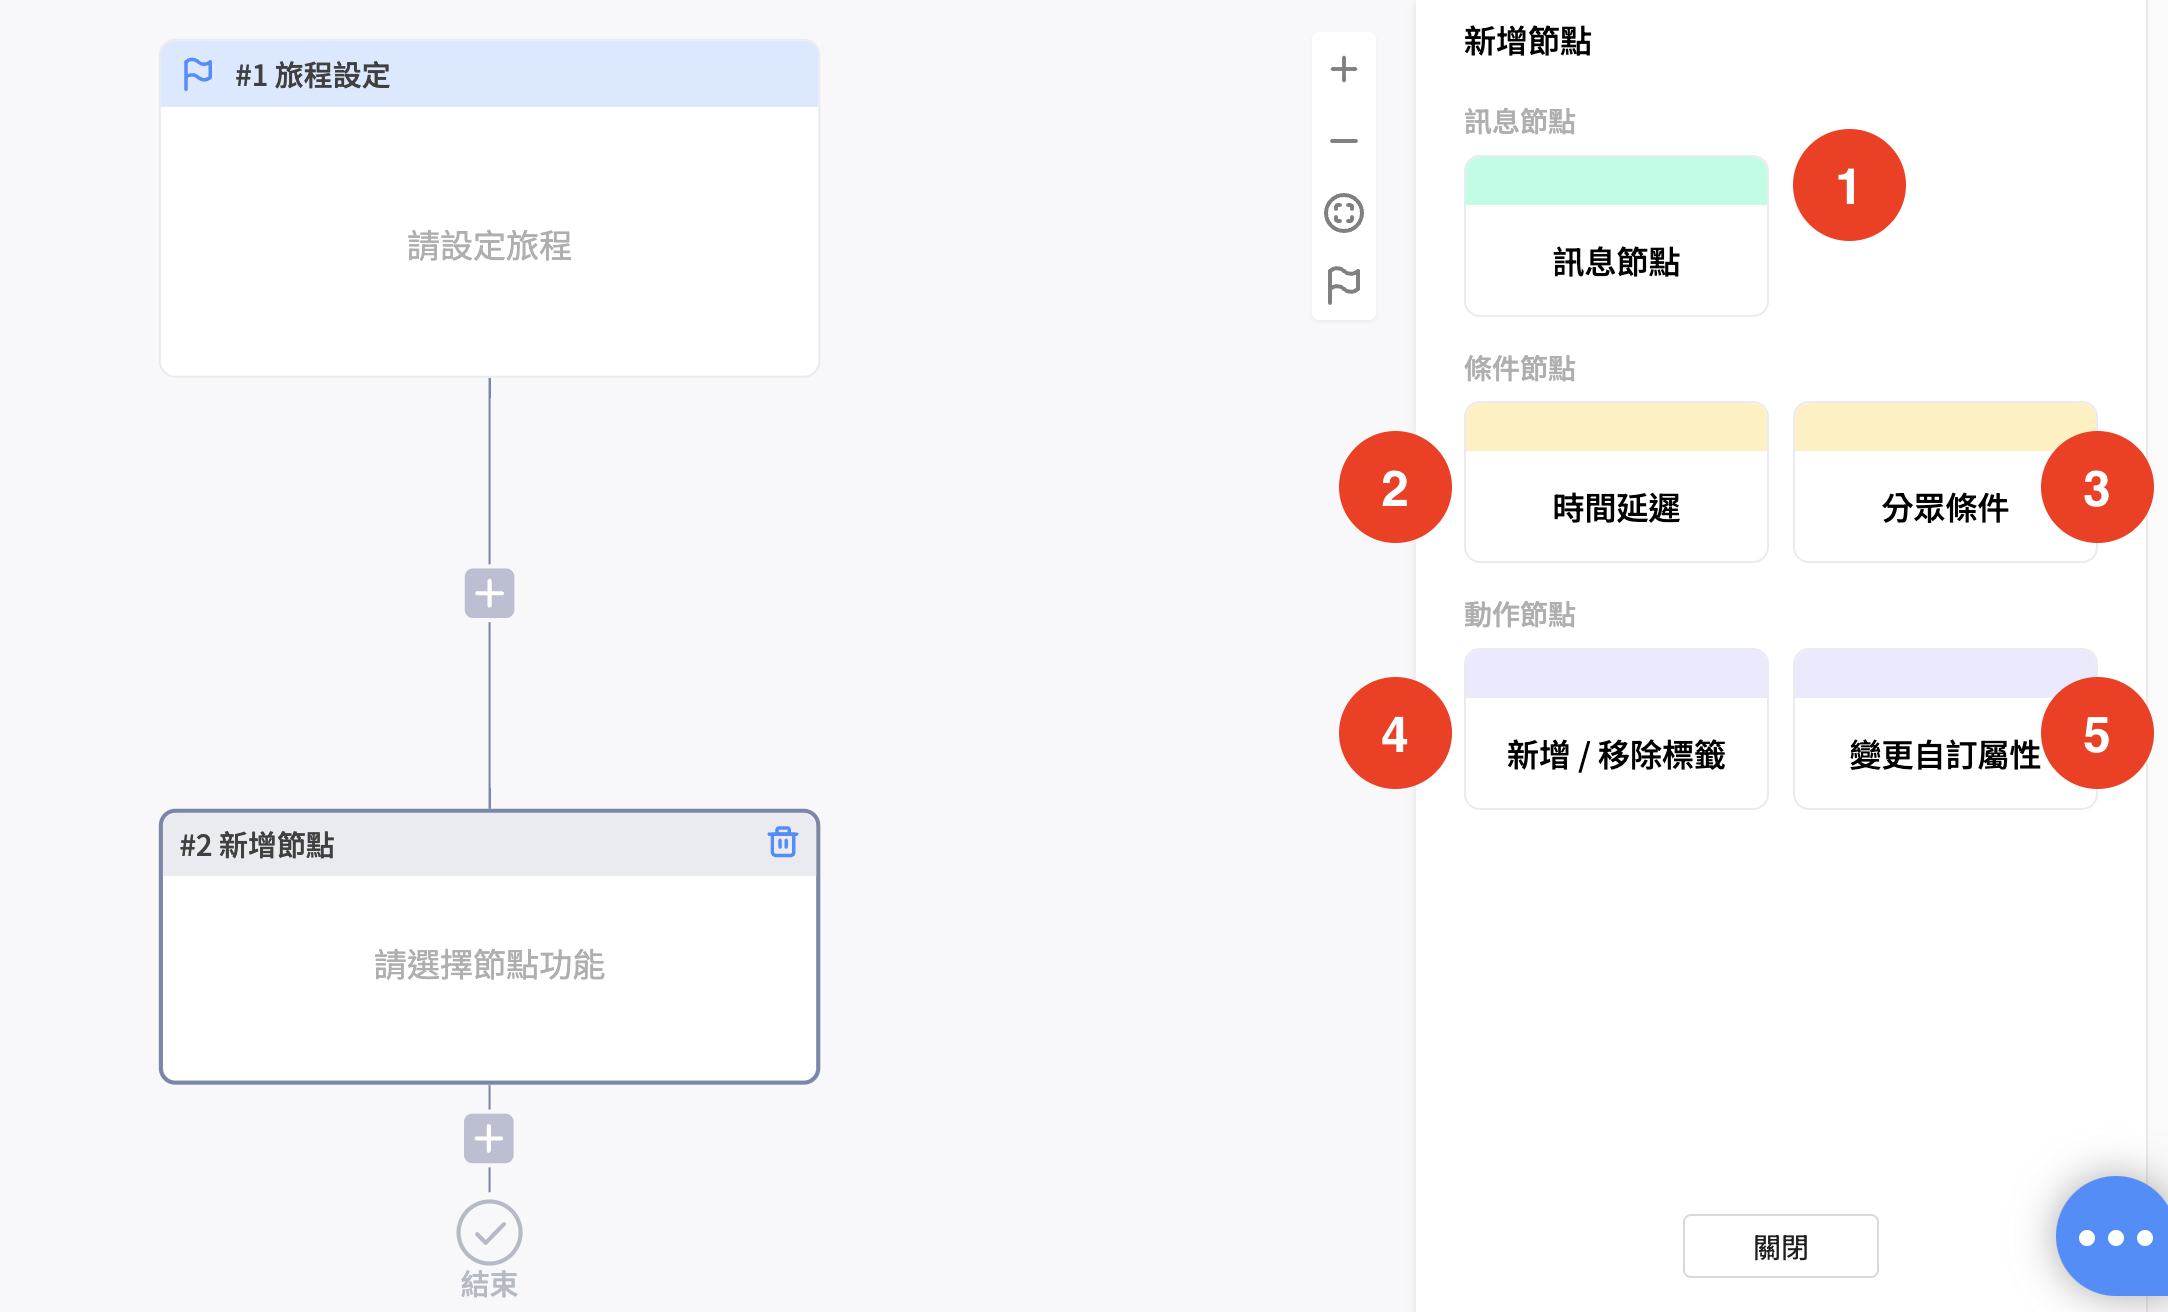 #1 旅程設定
請設定旅程
#2 新增節點
請選擇節點功能
結束
新增節點
訊息節點
1
訊息節點
條件節點
2
時間延遲
分眾條件
3
動作節點
4
新增 / 移除標籤
變更自訂屬性
5
關閉